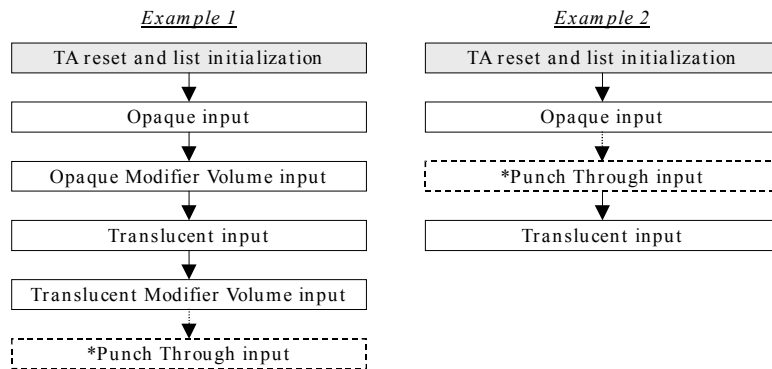 Example 1
TA reset and list initialization
Opaque input
Opaque Modifier Volume input
Translucent input
Translucent Modifier Volume input
*Punch Through input
Example 2
TA reset and list initialization
Opaque input
*Punch Through input
Translucent input